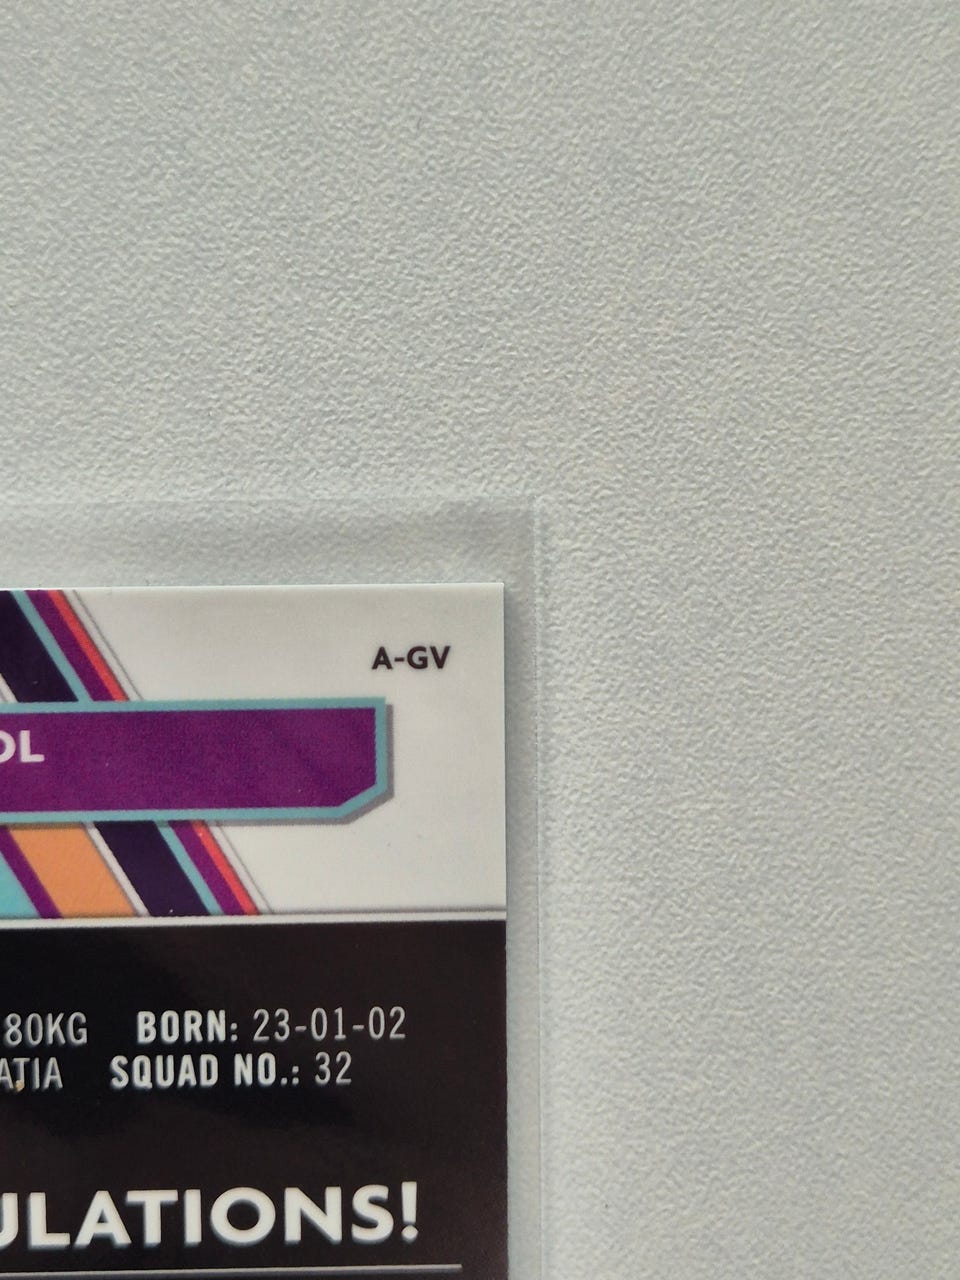 A-GV
OL
80KG BORN: 23-01-02
ATIA SQUAD NO.: 32
ULATIONS!